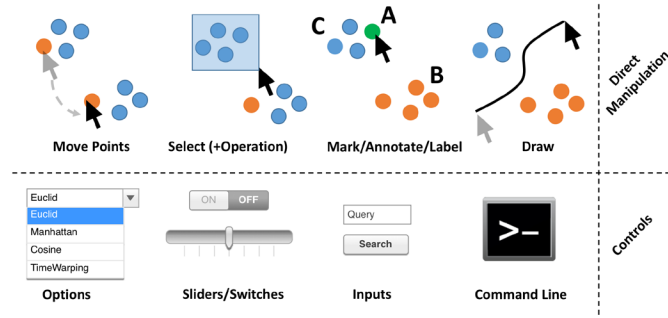 C
A
B
Move Points
Select (+Operation)
Mark/Annotate/Label
Draw
Direct
Manipulation
Euclid
Euclid
Manhattan
Cosine
TimeWarping
ON
OFF
Query
Search
>–
Options
Sliders/Switches
Inputs
Command Line
Controls